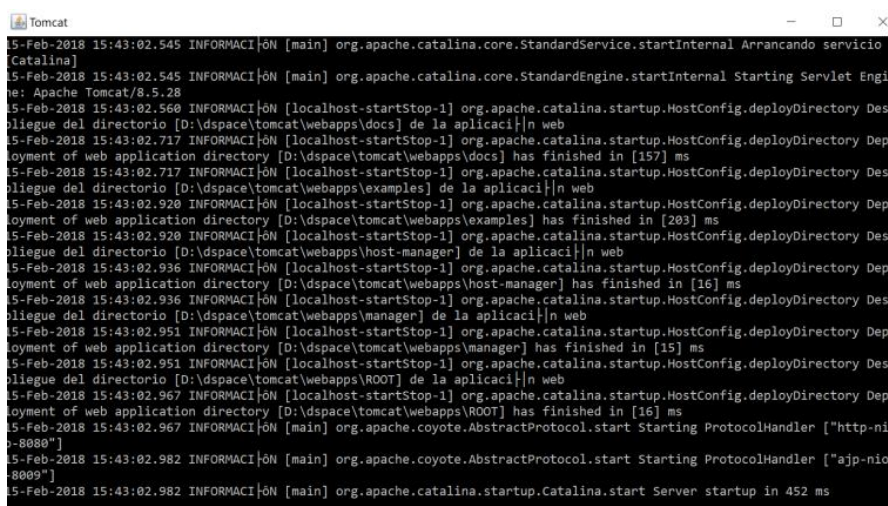 Tomcat
15-Feb-2018 15:43:02.545 INFORMACI├ôN [main] org.apache.catalina.core.StandardService.startInternal Arrancando servicio
[Catalina]
15-Feb-2018 15:43:02.545 INFORMACI├ôN [main] org.apache.catalina.core.StandardEngine.startInternal Starting Servlet Engi
ne: Apache Tomcat/8.5.28
15-Feb-2018 15:43:02.560 INFORMACI├ôN [localhost-startStop-1] org.apache.catalina.startup.HostConfig.deployDirectory Des
pliegue del directorio [D:\dspace\tomcat\webapps\docs] de la aplicaci├│n web
15-Feb-2018 15:43:02.717 INFORMACI├ôN [localhost-startStop-1] org.apache.catalina.startup.HostConfig.deployDirectory Dep
loyment of web application directory [D:\dspace\tomcat\webapps\docs] has finished in [157] ms
15-Feb-2018 15:43:02.717 INFORMACI├ôN [localhost-startStop-1] org.apache.catalina.startup.HostConfig.deployDirectory Des
pliegue del directorio [D:\dspace\tomcat\webapps\examples] de la aplicaci├│n web
15-Feb-2018 15:43:02.920 INFORMACI├ôN [localhost-startStop-1] org.apache.catalina.startup.HostConfig.deployDirectory Dep
loyment of web application directory [D:\dspace\tomcat\webapps\examples] has finished in [203] ms
15-Feb-2018 15:43:02.920 INFORMACI├ôN [localhost-startStop-1] org.apache.catalina.startup.HostConfig.deployDirectory Des
pliegue del directorio [D:\dspace\tomcat\webapps\host-manager] de la aplicaci├│n web
15-Feb-2018 15:43:02.936 INFORMACI├ôN [localhost-startStop-1] org.apache.catalina.startup.HostConfig.deployDirectory Dep
loyment of web application directory [D:\dspace\tomcat\webapps\host-manager] has finished in [16] ms
15-Feb-2018 15:43:02.936 INFORMACI├ôN [localhost-startStop-1] org.apache.catalina.startup.HostConfig.deployDirectory Des
pliegue del directorio [D:\dspace\tomcat\webapps\manager] de la aplicaci├│n web
15-Feb-2018 15:43:02.951 INFORMACI├ôN [localhost-startStop-1] org.apache.catalina.startup.HostConfig.deployDirectory Dep
loyment of web application directory [D:\dspace\tomcat\webapps\manager] has finished in [15] ms
15-Feb-2018 15:43:02.951 INFORMACI├ôN [localhost-startStop-1] org.apache.catalina.startup.HostConfig.deployDirectory Des
pliegue del directorio [D:\dspace\tomcat\webapps\ROOT] de la aplicaci├│n web
15-Feb-2018 15:43:02.967 INFORMACI├ôN [localhost-startStop-1] org.apache.catalina.startup.HostConfig.deployDirectory Dep
loyment of web application directory [D:\dspace\tomcat\webapps\ROOT] has finished in [16] ms
15-Feb-2018 15:43:02.967 INFORMACI├ôN [main] org.apache.coyote.AbstractProtocol.start Starting ProtocolHandler ["http-ni
o-8080"]
15-Feb-2018 15:43:02.982 INFORMACI├ôN [main] org.apache.coyote.AbstractProtocol.start Starting ProtocolHandler ["ajp-nio
-8009"]
15-Feb-2018 15:43:02.982 INFORMACI├ôN [main] org.apache.catalina.startup.Catalina.start Server startup in 452 ms